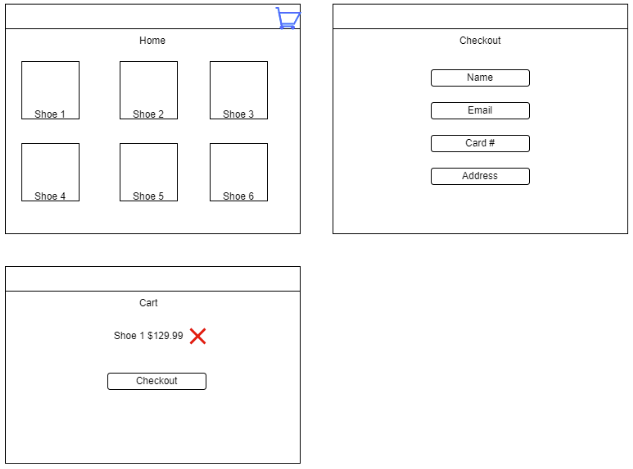 Home
Shoe 1
Shoe 2
Shoe 3
Shoe 4
Shoe 5
Shoe 6
Checkout
Name
Email
Card #
Address
Cart
Shoe 1 $129.99
Checkout